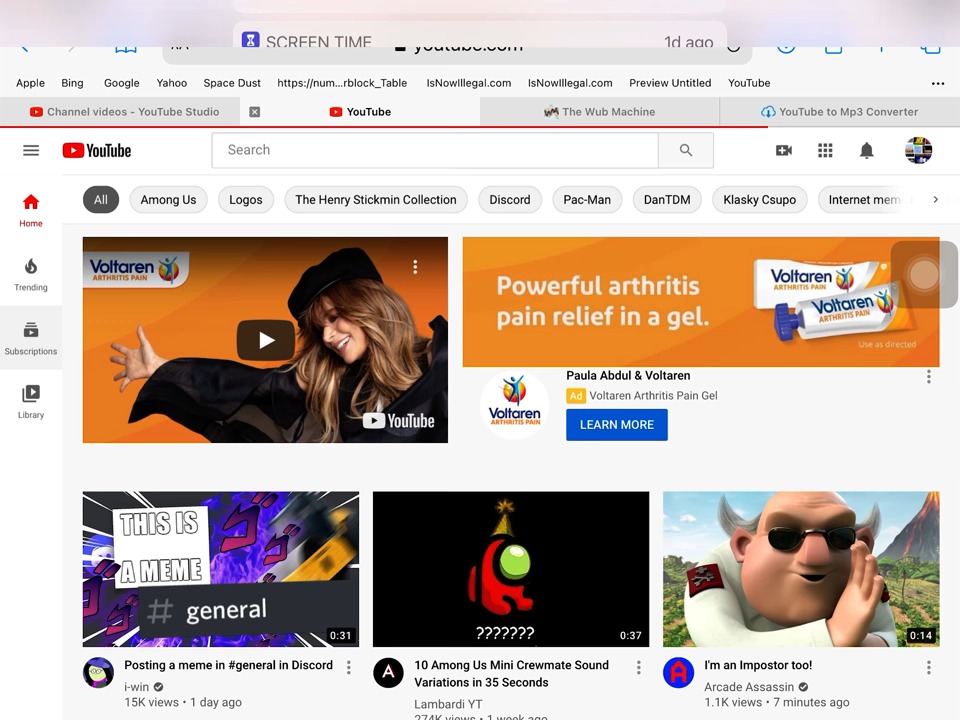 SCREEN TIME
1d ago
AA
youtube.com
Apple
Bing
Google
Yahoo
Space Dust
https://num...rblock_Table
IsNowIllegal.com
IsNowIllegal.com
Preview Untitled
YouTube
Channel videos - YouTube Studio
YouTube
The Wub Machine
YouTube to Mp3 Converter
YouTube
Search
All
Among Us
Logos
The Henry Stickmin Collection
Discord
Pac-Man
DanTDM
Klasky Csupo
Internet mem
Home
Trending
Subscriptions
Library
Voltaren
ARTHRITIS PAIN
YouTube
Powerful arthritis
pain relief in a gel.
Voltaren
ARTHRITIS PAIN
Voltaren
ARTHRITIS PAIN
Use as directed
Voltaren
ARTHRITIS PAIN
Paula Abdul & Voltaren
Ad Voltaren Arthritis Pain Gel
LEARN MORE
THIS IS
A MEME
# general
0:31
???????
0:37
0:14
Posting a meme in #general in Discord
i-win
15K views • 1 day ago
A
10 Among Us Mini Crewmate Sound
Variations in 35 Seconds
Lambardi YT
274K views • 1 week ago
A
I'm an Impostor too!
Arcade Assassin
1.1K views • 7 minutes ago